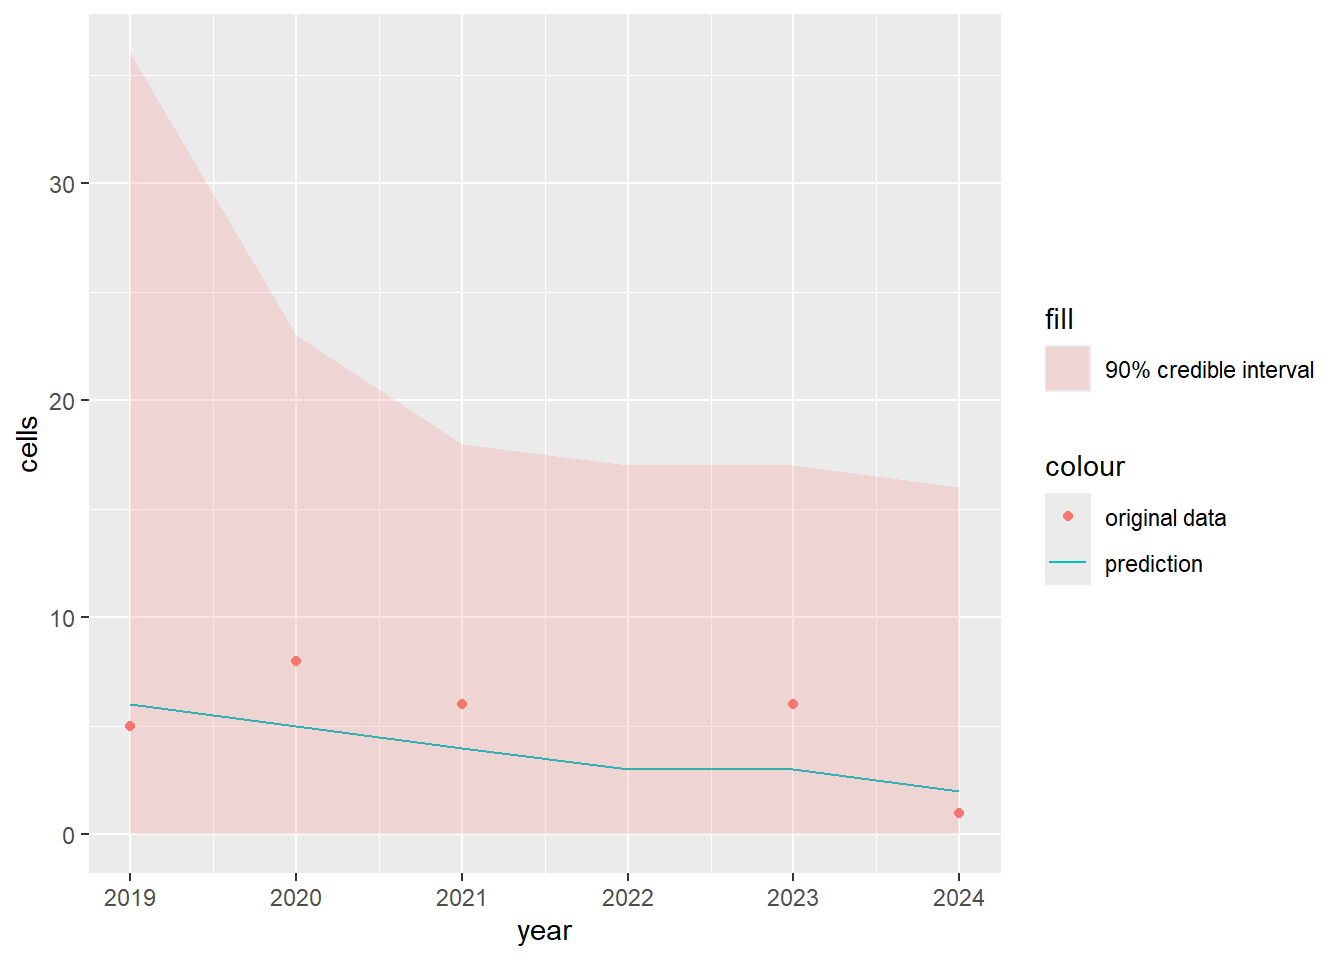 30
20
10
0
cells
2019 2020 2021 2022 2023 2024
year
fill
90% credible interval
colour
original data
prediction